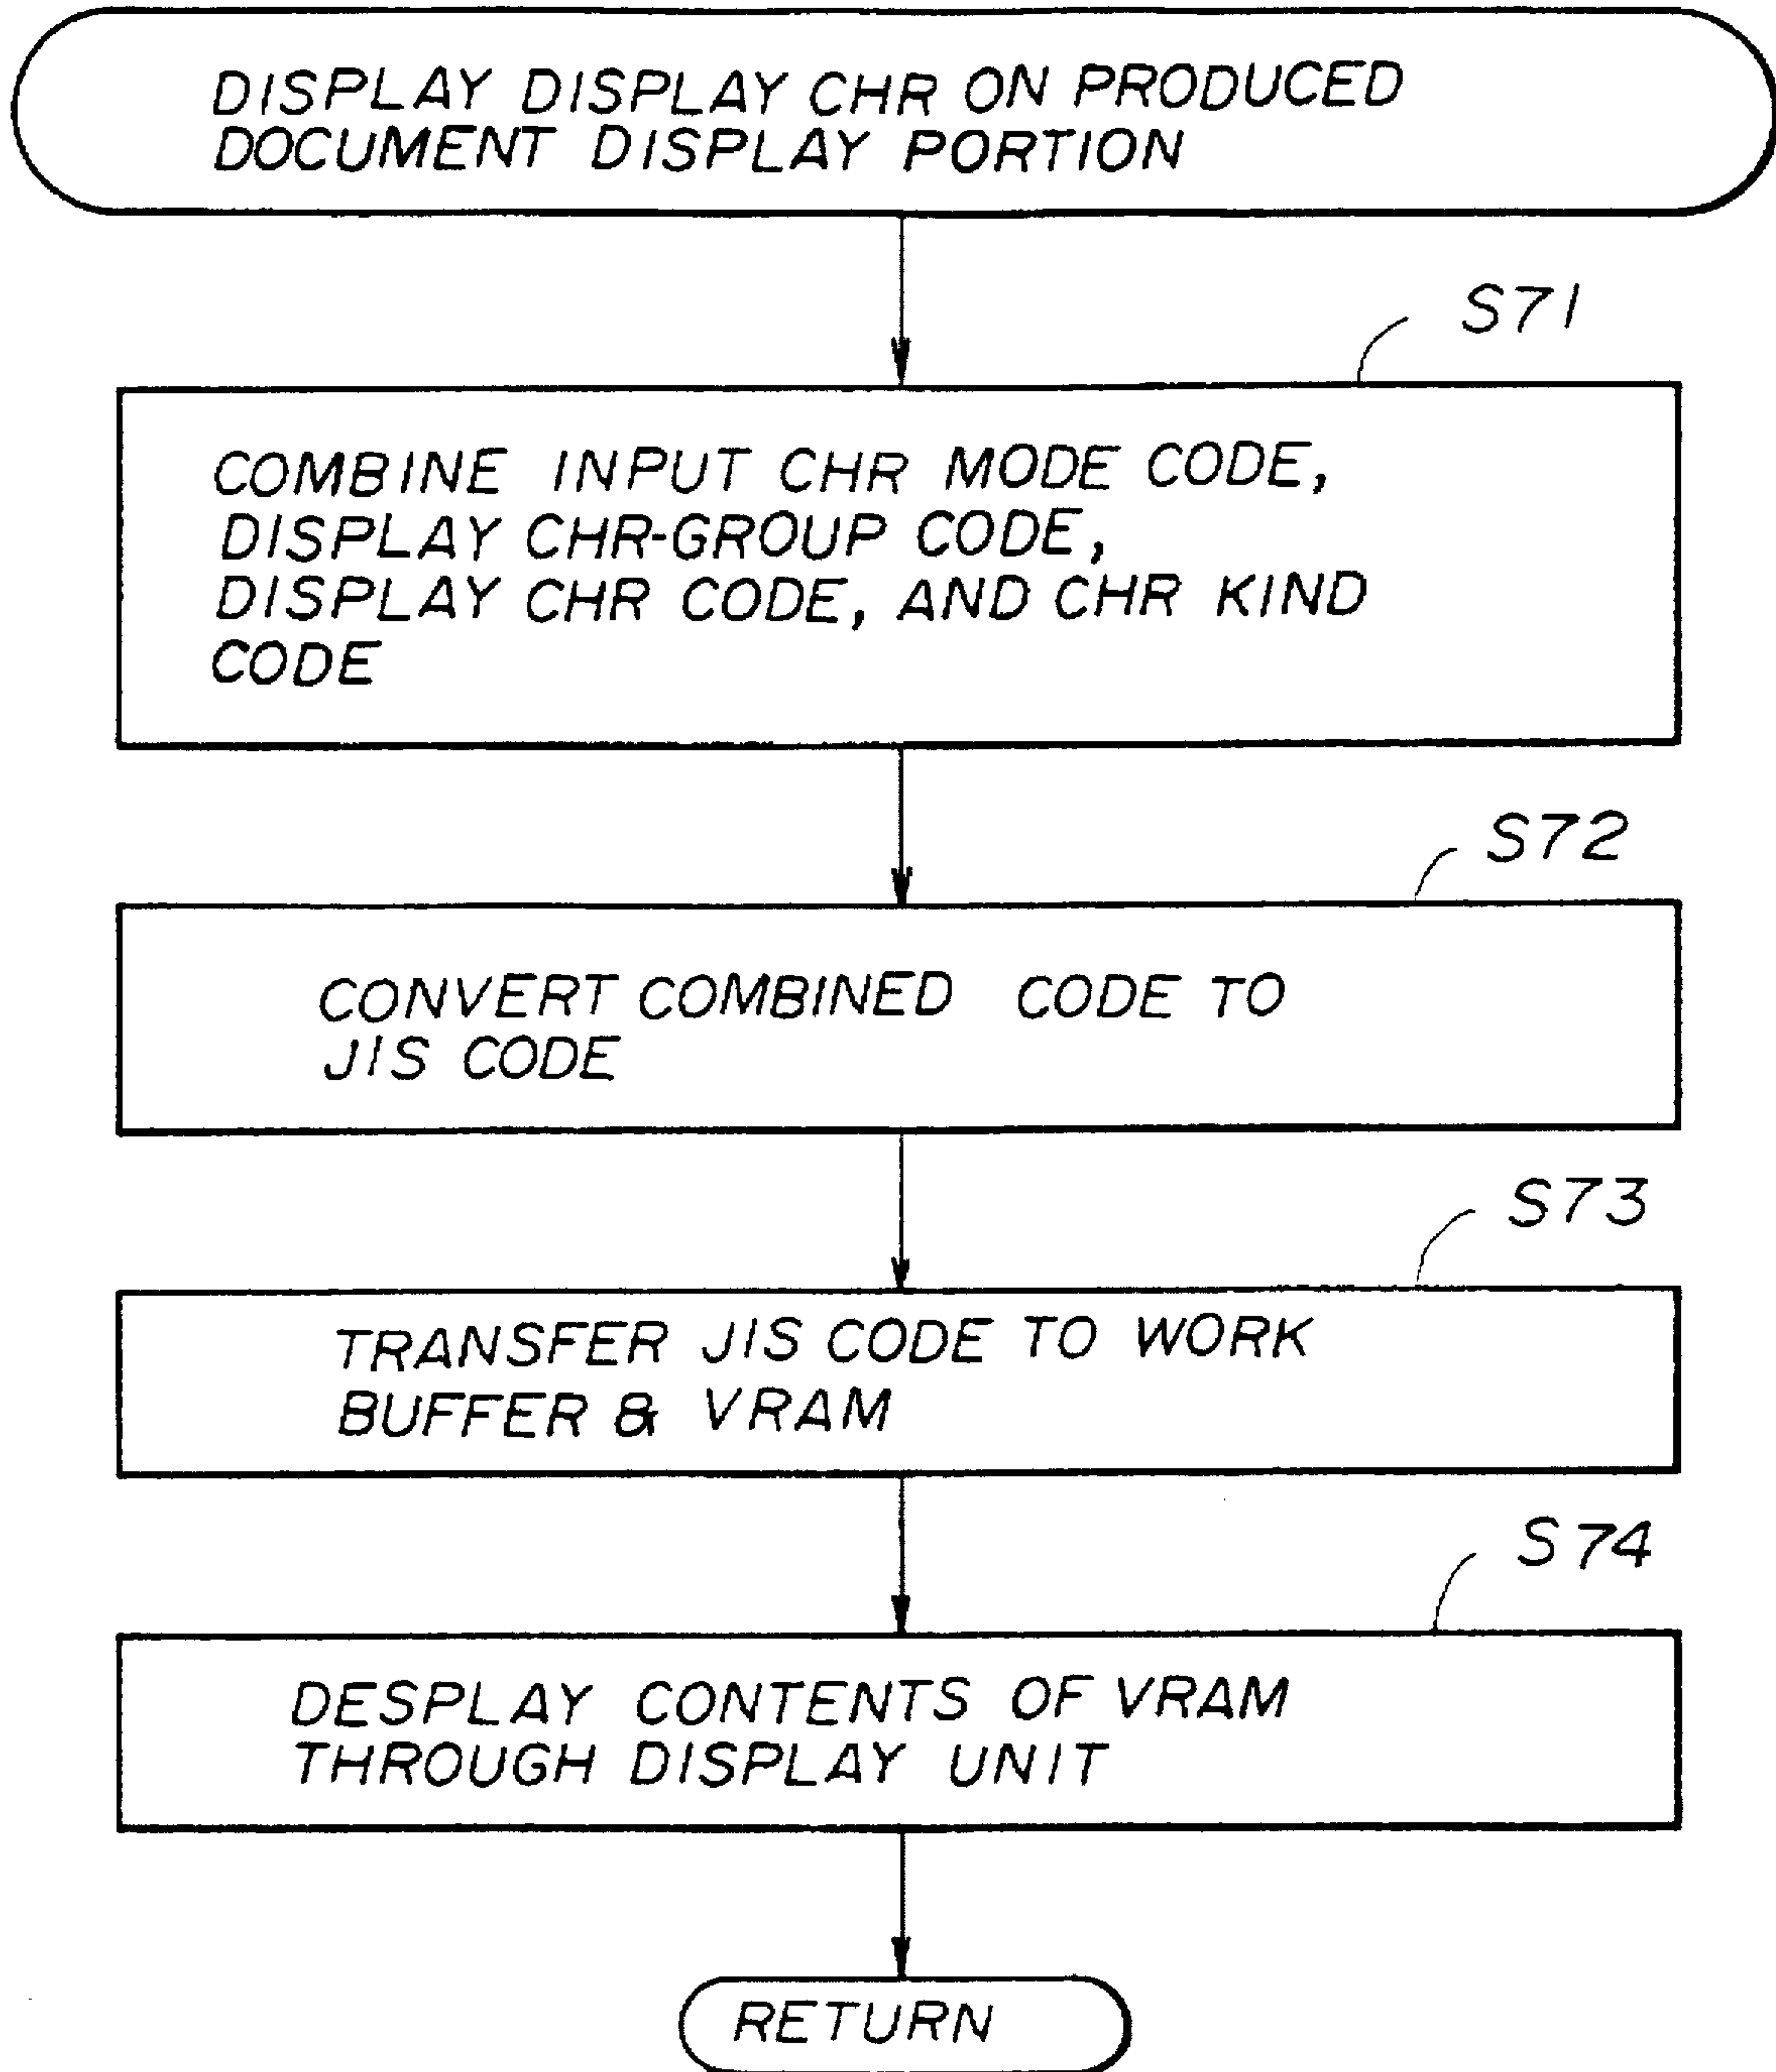 DISPLAY DISPLAY CHR ON PRODUCED
DOCUMENT DISPLAY PORTION
S71
COMBINE INPUT CHR MODE CODE,
DISPLAY CHR-GROUP CODE,
DISPLAY CHR CODE, AND CHR KIND
CODE
S72
CONVERT COMBINED CODE TO
JIS CODE
S73
TRANSFER JIS CODE TO WORK
BUFFER & VRAM
S74
DESPLAY CONTENTS OF VRAM
THROUGH DISPLAY UNIT
RETURN